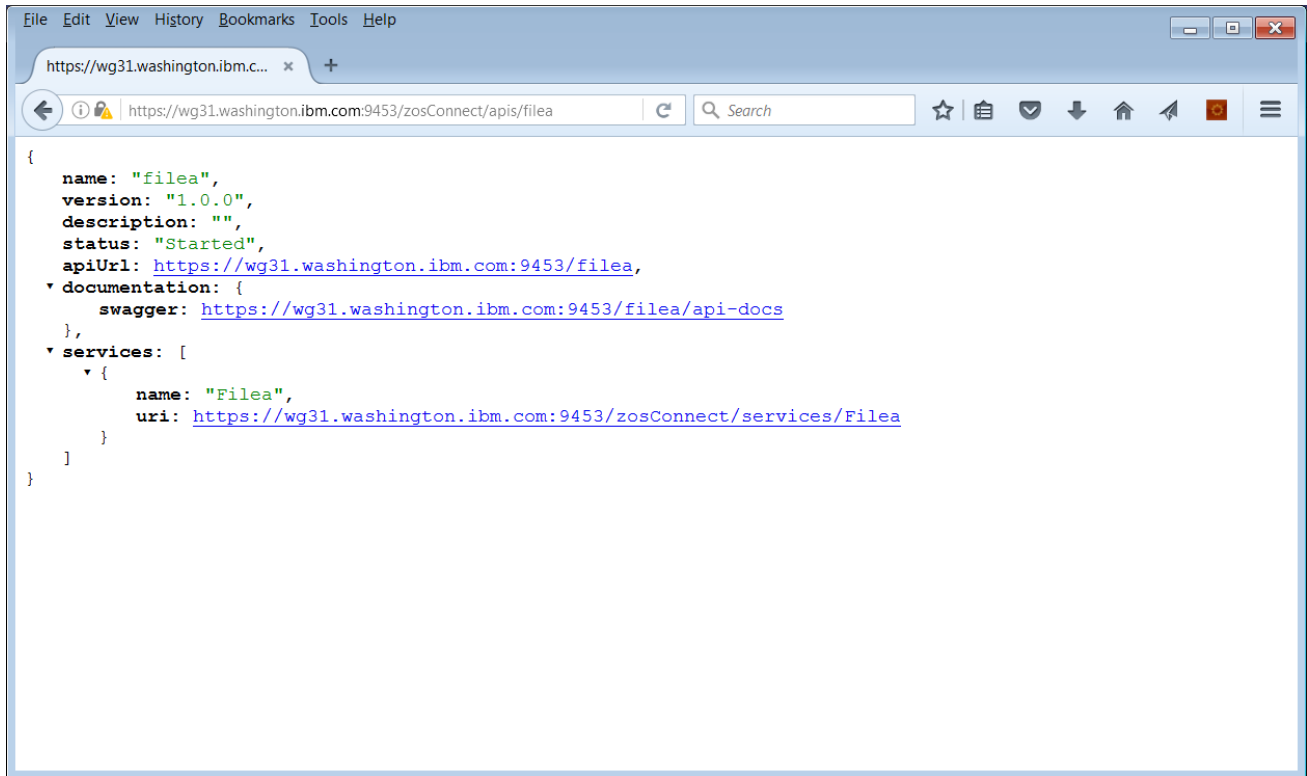 File Edit View History Bookmarks Tools Help
https://wg31.washington.ibm.c... × +
https://wg31.washington.ibm.com:9453/zosConnect/apis/filea Search
{
name: "filea",
version: "1.0.0",
description: "",
status: "Started",
apiUrl: https://wg31.washington.ibm.com:9453/filea,
documentation: {
swagger: https://wg31.washington.ibm.com:9453/filea/api-docs
},
services: [
{
name: "Filea",
uri: https://wg31.washington.ibm.com:9453/zosConnect/services/Filea
}
]
}